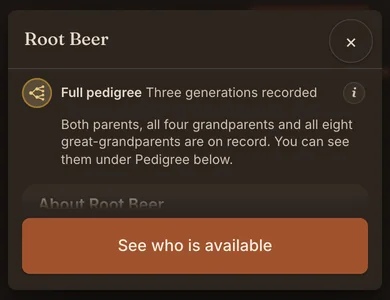 Root Beer
×
Full pedigree Three generations recorded
i
Both parents, all four grandparents and all eight
great-grandparents are on record. You can see
them under Pedigree below.
About Root Beer
See who is available